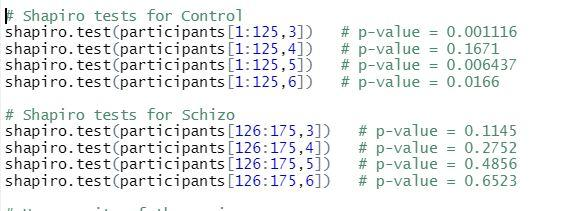 # Shapiro tests for Control
shapiro.test(participants[1:125,3])   # p-value = 0.001116
shapiro.test(participants[1:125,4])   # p-value = 0.1671
shapiro.test(participants[1:125,5])   # p-value = 0.006437
shapiro.test(participants[1:125,6])   # p-value = 0.0166
# Shapiro tests for Schizo
shapiro.test(participants[126:175,3])   # p-value = 0.1145
shapiro.test(participants[126:175,4])   # p-value = 0.2752
shapiro.test(participants[126:175,5])   # p-value = 0.4856
shapiro.test(participants[126:175,6])   # p-value = 0.6523